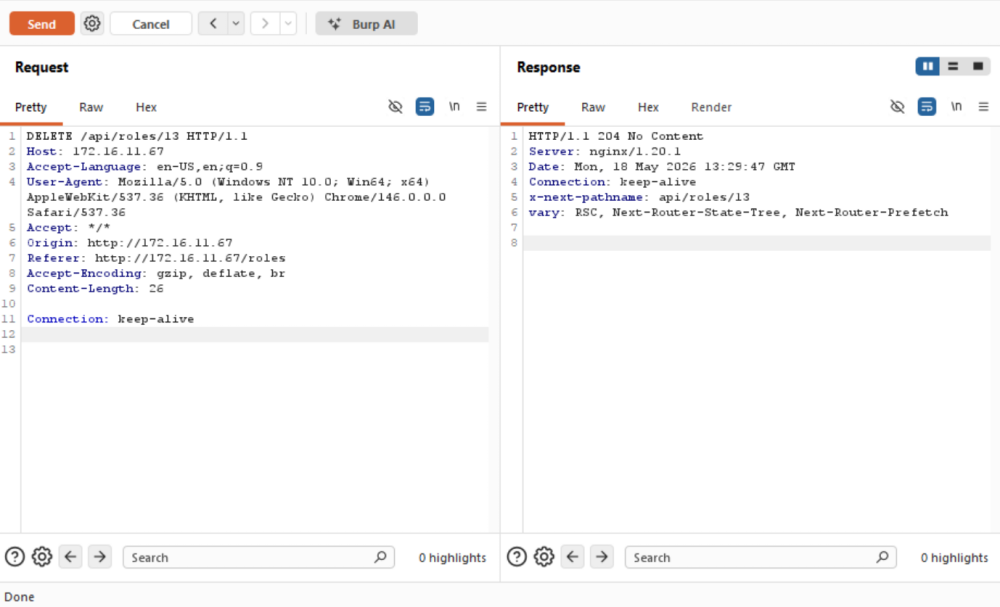 Send
Cancel
Burp AI
Request
Pretty Raw Hex
\n
1 DELETE /api/roles/13 HTTP/1.1
2 Host: 172.16.11.67
3 Accept-Language: en-US,en;q=0.9
4 User-Agent: Mozilla/5.0 (Windows NT 10.0; Win64; x64)
AppleWebKit/537.36 (KHTML, like Gecko) Chrome/146.0.0.0
Safari/537.36
5 Accept: */*
6 Origin: http://172.16.11.67
7 Referer: http://172.16.11.67/roles
8 Accept-Encoding: gzip, deflate, br
9 Content-Length: 26
10
11 Connection: keep-alive
12
13
Search
0 highlights
Response
Pretty Raw Hex Render
\n
1 HTTP/1.1 204 No Content
2 Server: nginx/1.20.1
3 Date: Mon, 18 May 2026 13:29:47 GMT
4 Connection: keep-alive
5 x-next-pathname: api/roles/13
6 vary: RSC, Next-Router-State-Tree, Next-Router-Prefetch
7
8
Search
0 highlights
Done